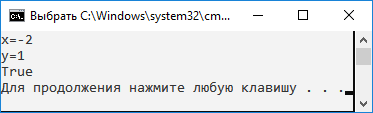 Выбрать C:\Windows\system32\cm...
x=-2
y=1
True
Для продолжения нажмите любую клавишу . . .